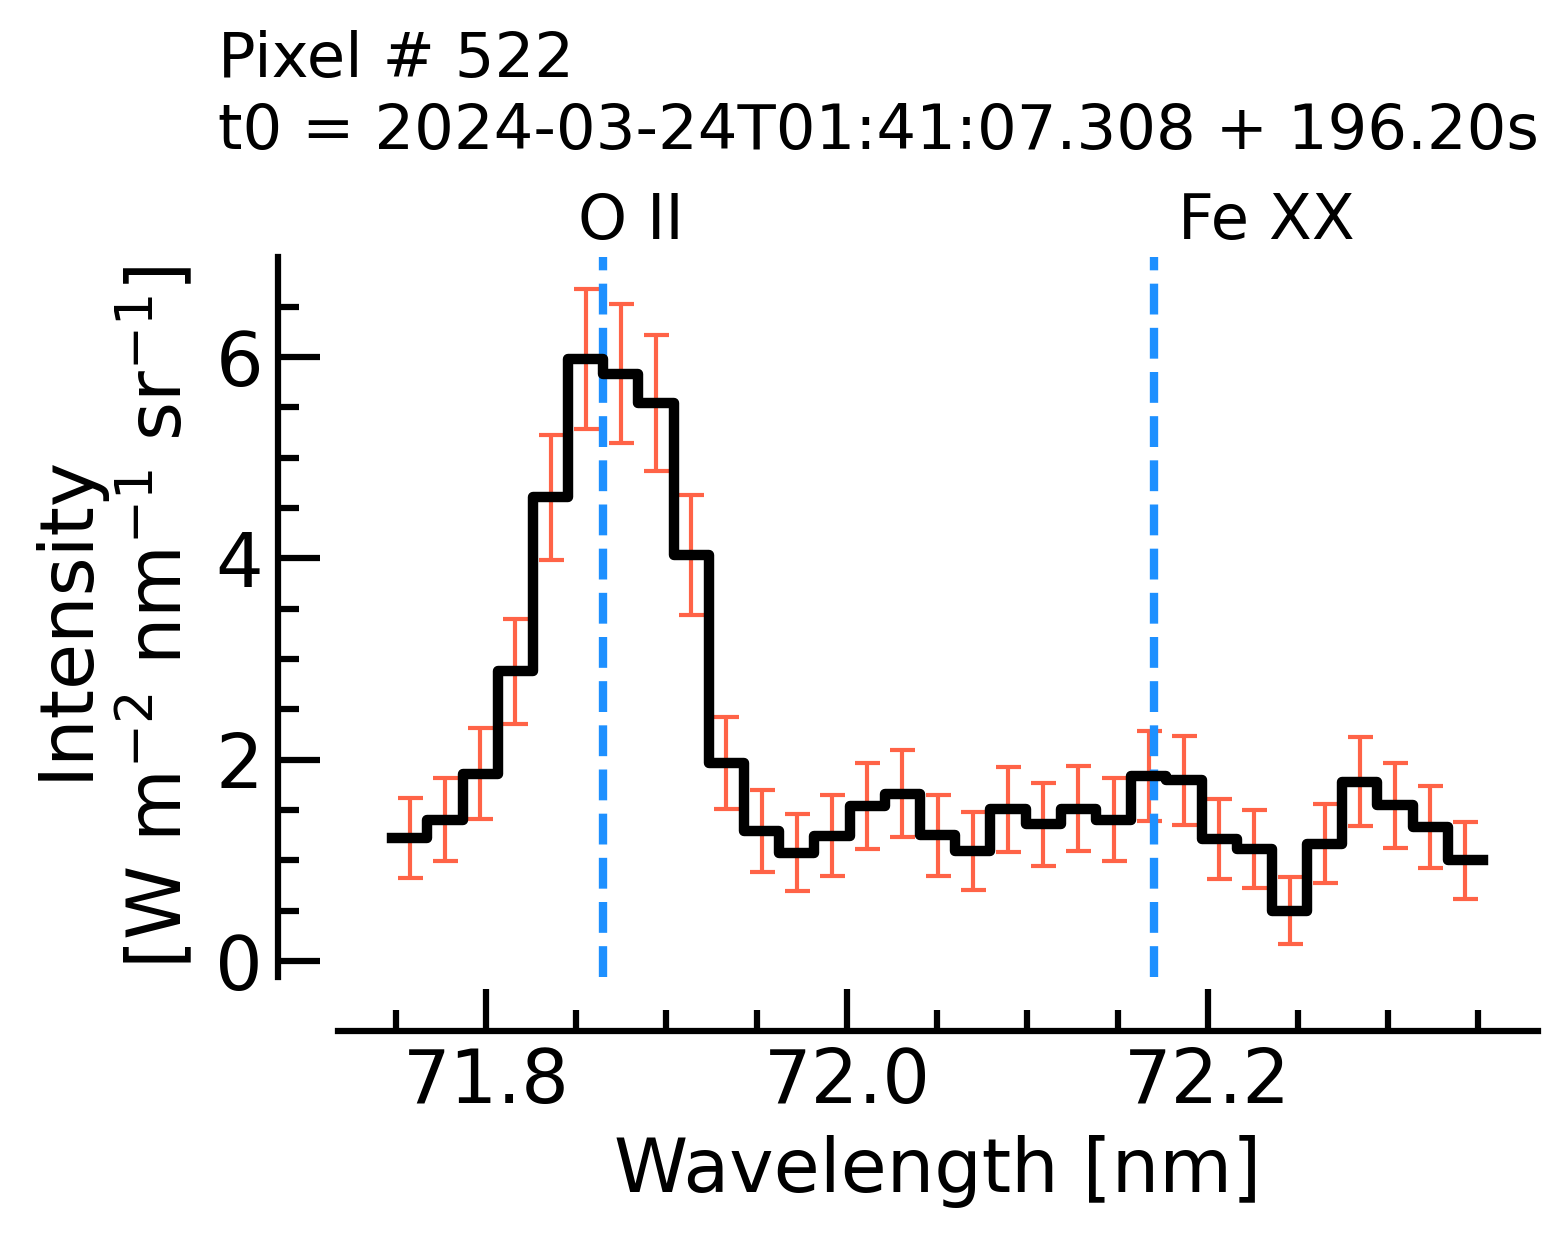 Pixel # 522
t0 = 2024-03-24T01:41:07.308 + 196.20s
O II
Fe XX
Intensity
[W m⁻² nm⁻¹ sr⁻¹]
6
4
2
0
71.8
72.0
72.2
Wavelength [nm]